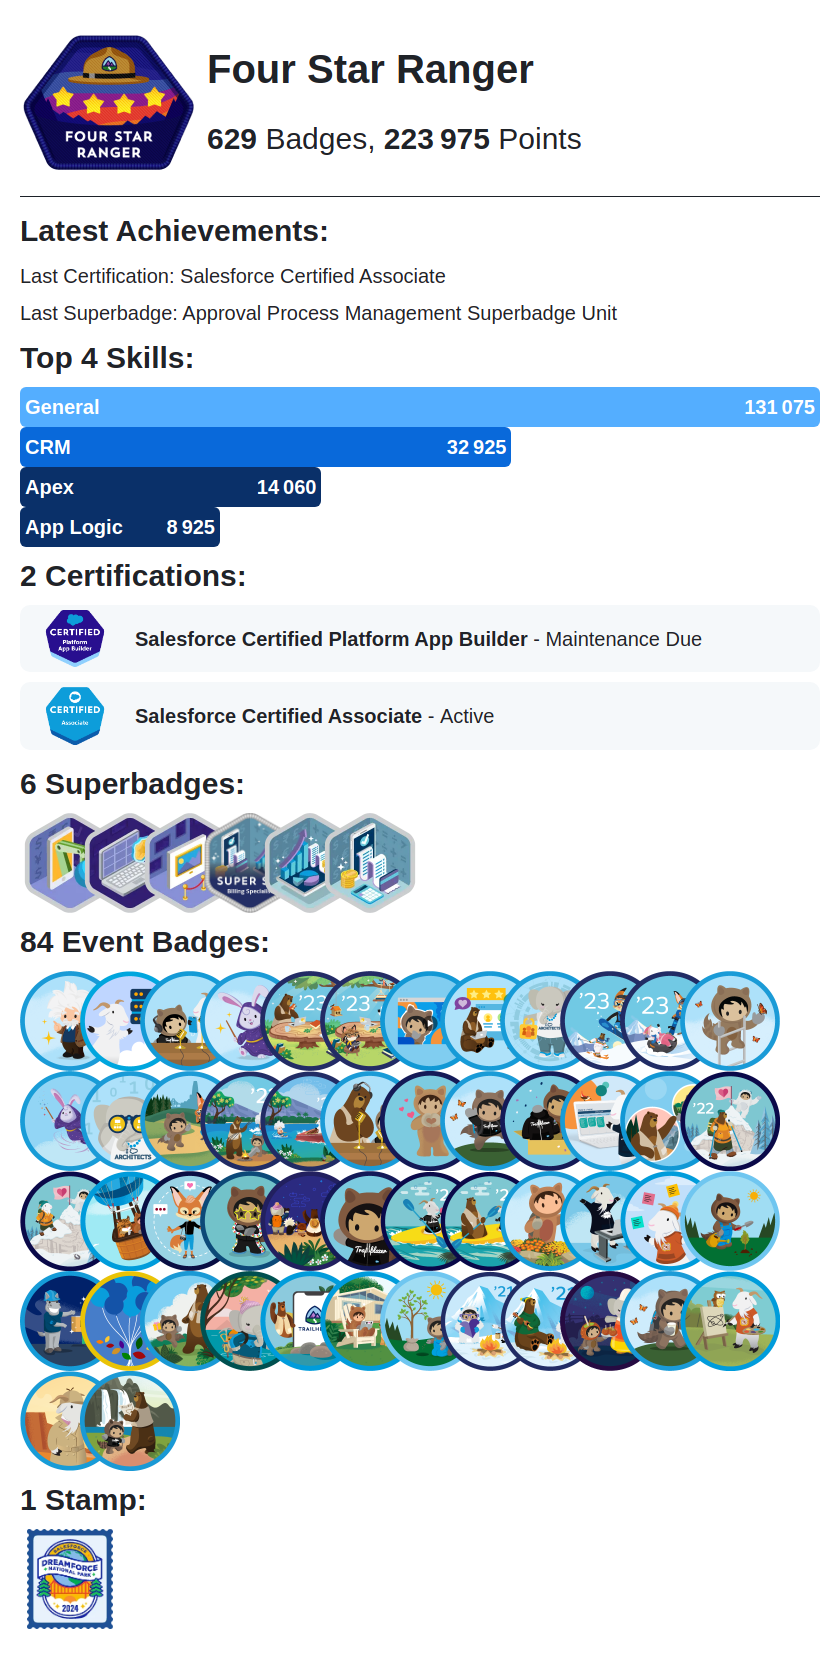 FOUR STAR
RANGER
Four Star Ranger
629 Badges, 223 975 Points
Latest Achievements:
Last Certification: Salesforce Certified Associate
Last Superbadge: Approval Process Management Superbadge Unit
Top 4 Skills:
General 131 075
CRM 32 925
Apex 14 060
App Logic 8 925
2 Certifications:
CERTIFIED
Platform
App Builder
Salesforce Certified Platform App Builder - Maintenance Due
CERTIFIED
Associate
Salesforce Certified Associate - Active
6 Superbadges:
SUPER S
Billing Speciali
84 Event Badges:
'23 '23 ARCHITECTS '23 '23
ARCHITECTS '2 '22
Trailblazer '2 '2
TRAILH '21 '2
1 Stamp:
SALESFORCE
DREAMFORCE
NATIONAL PARK
2024